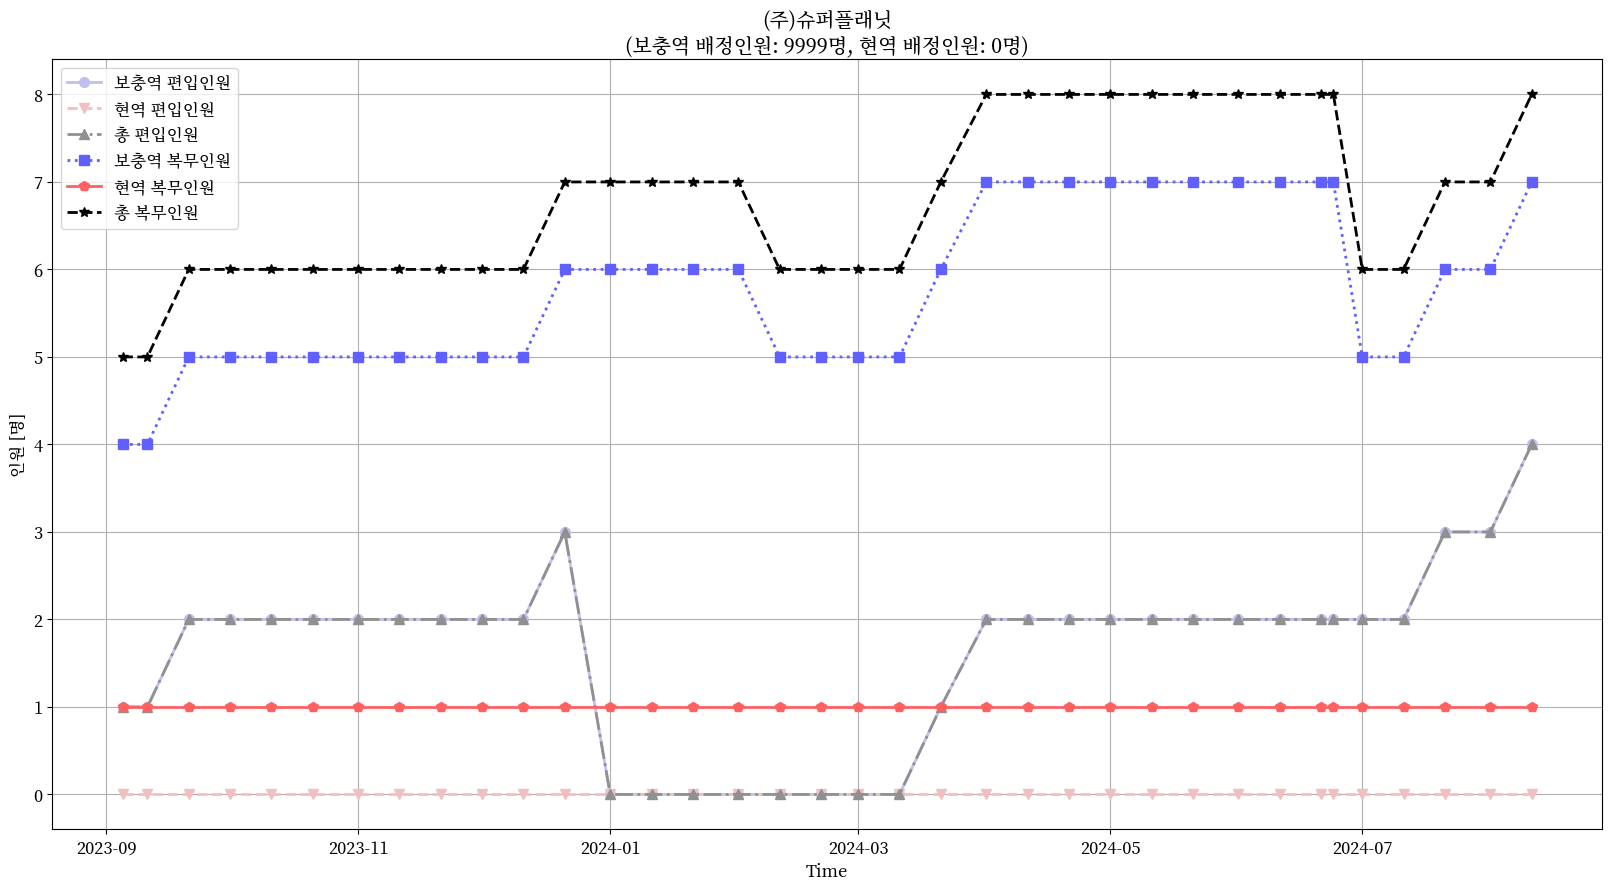 (주)슈퍼플래닛
(보충역 배정인원: 9999명, 현역 배정인원: 0명)
보충역 편입인원
현역 편입인원
총 편입인원
보충역 복무인원
현역 복무인원
총 복무인원
8
7
6
5
4
3
2
1
0
인원 [명]
2023-09 2023-11 2024-01 2024-03 2024-05 2024-07
Time